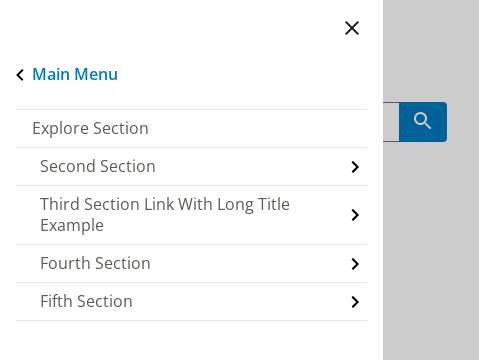 Main Menu
Explore Section
Second Section
Third Section Link With Long Title
Example
Fourth Section
Fifth Section